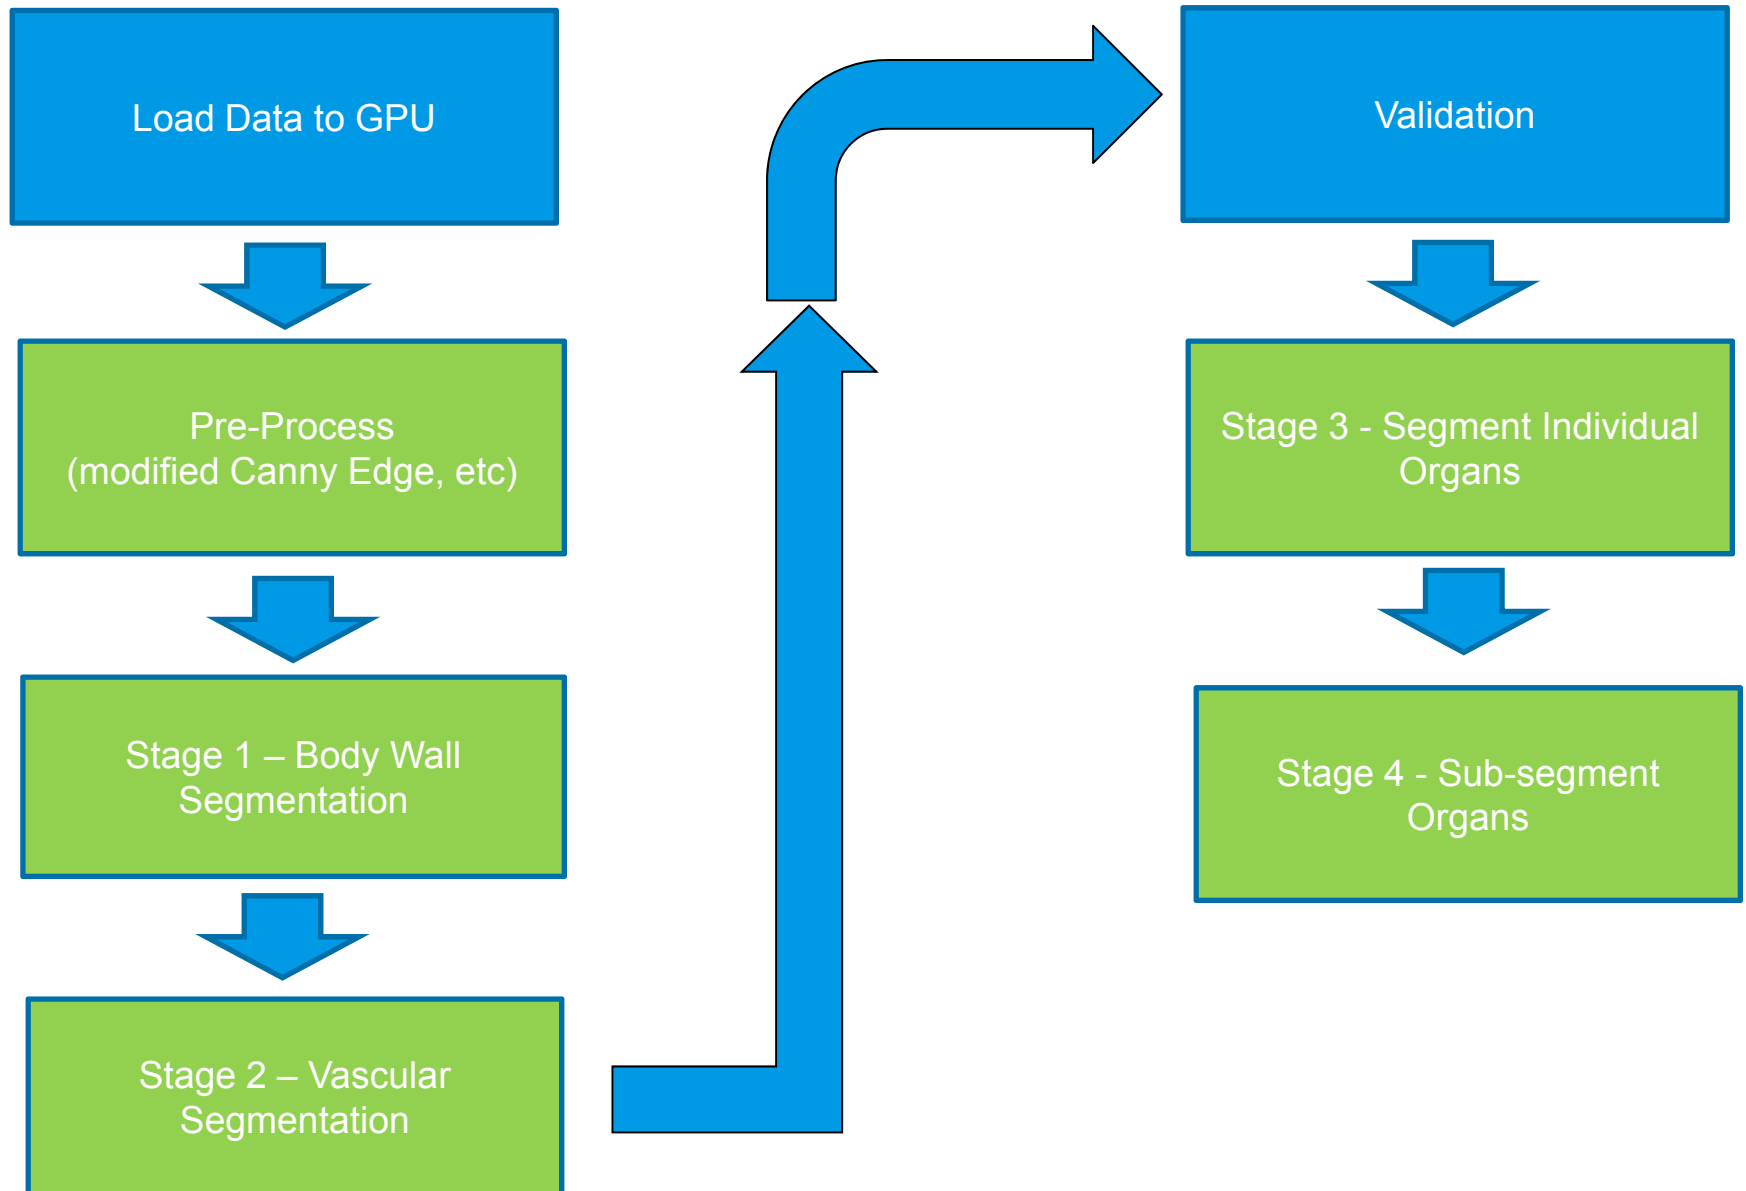 Load Data to GPU
Pre-Process
(modified Canny Edge, etc)
Stage 1 – Body Wall
Segmentation
Stage 2 – Vascular
Segmentation
Validation
Stage 3 - Segment Individual
Organs
Stage 4 - Sub-segment
Organs